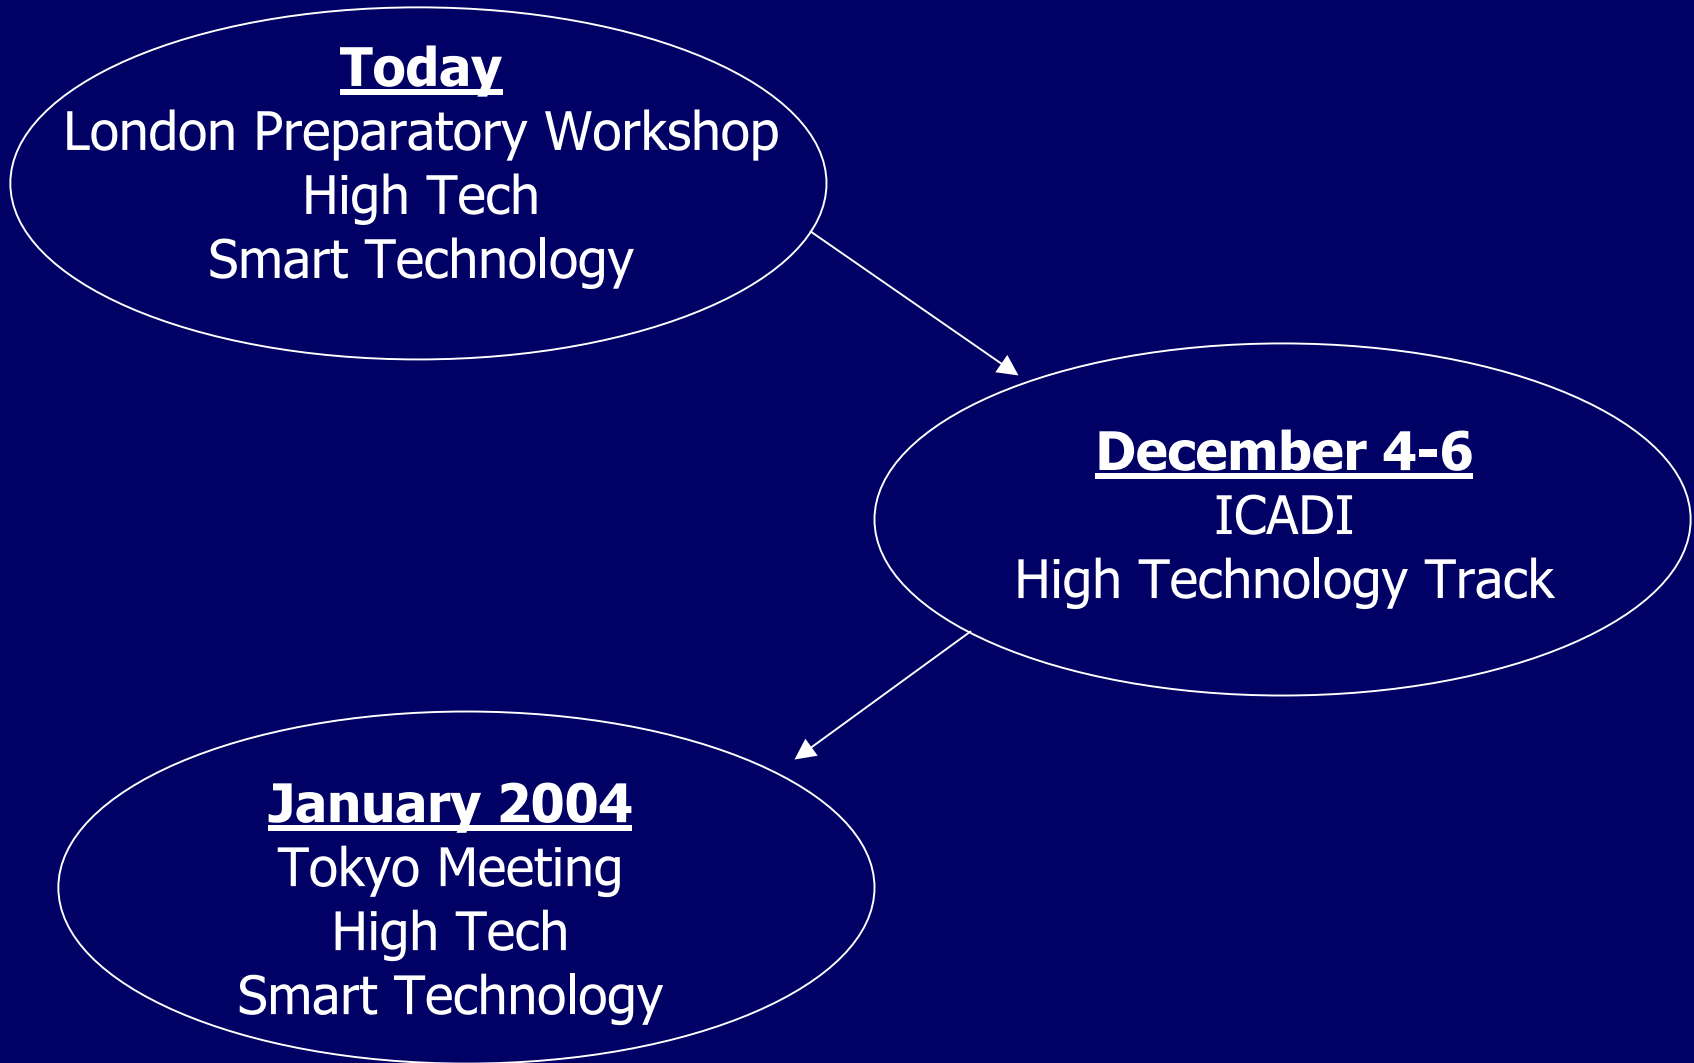 Today
London Preparatory Workshop
High Tech
Smart Technology
December 4-6
ICADI
High Technology Track
January 2004
Tokyo Meeting
High Tech
Smart Technology